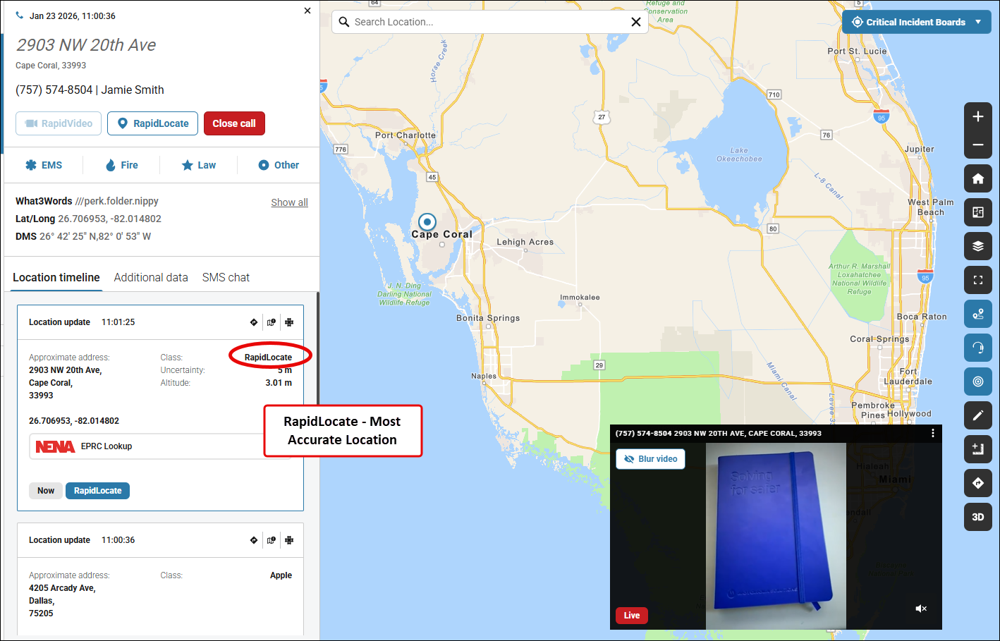 Jan 23 2026, 11:00:36
2903 NW 20th Ave
Cape Coral, 33993
(757) 574-8504 | Jamie Smith
RapidVideo
RapidLocate
Close call
EMS
Fire
Law
Other
What3Words ///perk.folder.nippy
Show all
Lat/Long 26.706953, -82.014802
DMS 26° 42' 25" N,82° 0' 53" W
Location timeline
Additional data
SMS chat
Location update 11:01:25
Approximate address:
2903 NW 20th Ave,
Cape Coral,
33993
Class: RapidLocate
Uncertainty: 5 m
Altitude: 3.01 m
26.706953, -82.014802
NENA EPRC Lookup
Now
RapidLocate
RapidLocate - Most
Accurate Location
Location update 11:00:36
Approximate address:
4205 Arcady Ave,
Dallas,
75205
Class: Apple
Search Location...
Critical Incident Boards
64
Refuge and
Conservation
Area
5
Port St. Lucie
Horse Creek
710
27
95
76
Port Charlotte
776
45
Lake
Okeechobee
Jupiter
L-8 Canal
West Palm
Beach
Cape Coral
80
Lehigh Acres
Arthur R. Marshall
Loxahatchee
National Wildlife
Refuge
95
J. N. Ding
Darling National
Wildlife Refuge
Immokalee
Bonita Springs
Boca Raton
Coral Springs
29
Miami Canal
Naples
Fort
Lauderdale
Levee 33
Pembroke
Pines
Hollywood
Hialeah
Miami
3D
(757) 574-8504 2903 NW 20TH AVE, CAPE CORAL, 33993
Blur video
Solving
for safer
Live